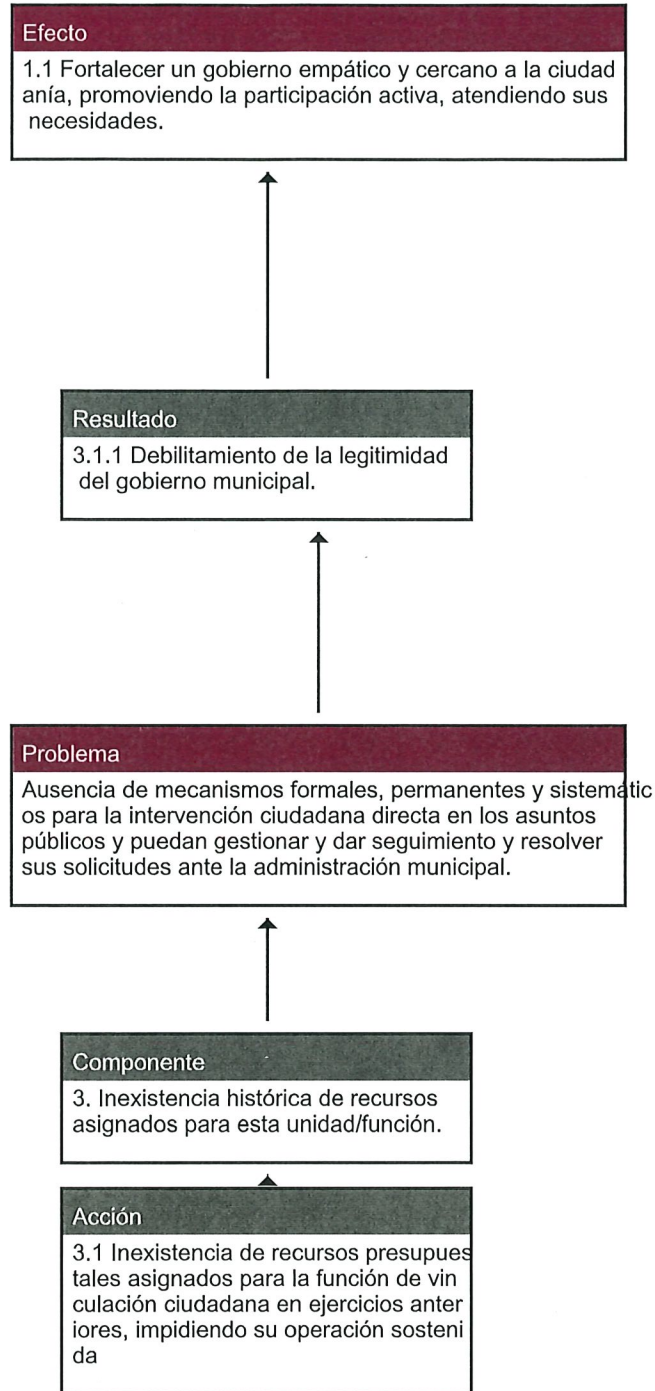 Efecto
1.1 Fortalecer un gobierno empático y cercano a la ciudad
anía, promoviendo la participación activa, atendiendo sus
necesidades.
Resultado
3.1.1 Debilitamiento de la legitimidad
del gobierno municipal.
Problema
Ausencia de mecanismos formales, permanentes y sistemátic
os para la intervención ciudadana directa en los asuntos
públicos y puedan gestionar y dar seguimiento y resolver
sus solicitudes ante la administración municipal.
Componente
3. Inexistencia histórica de recursos
asignados para esta unidad/función.
Acción
3.1 Inexistencia de recursos presupues
tales asignados para la función de vin
culación ciudadana en ejercicios anter
iores, impidiendo su operación sosteni
da